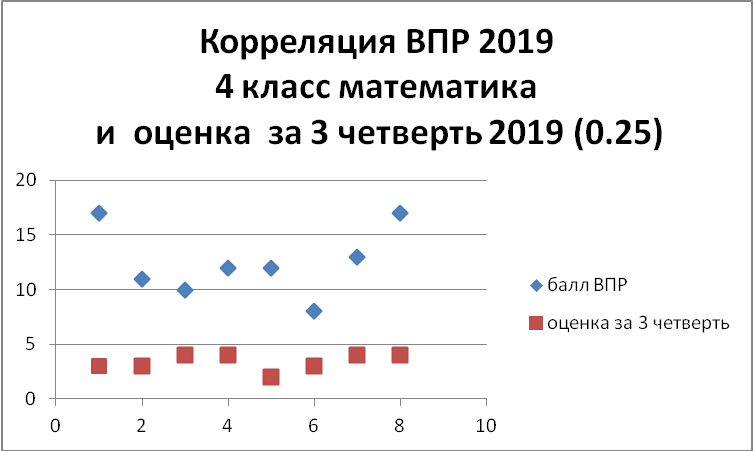 Корреляция ВПР 2019
4 класс математика
и оценка за 3 четверть 2019 (0.25)
20
15
10
5
0
0 2 4 6 8 10
балл ВПР
оценка за 3 четверть